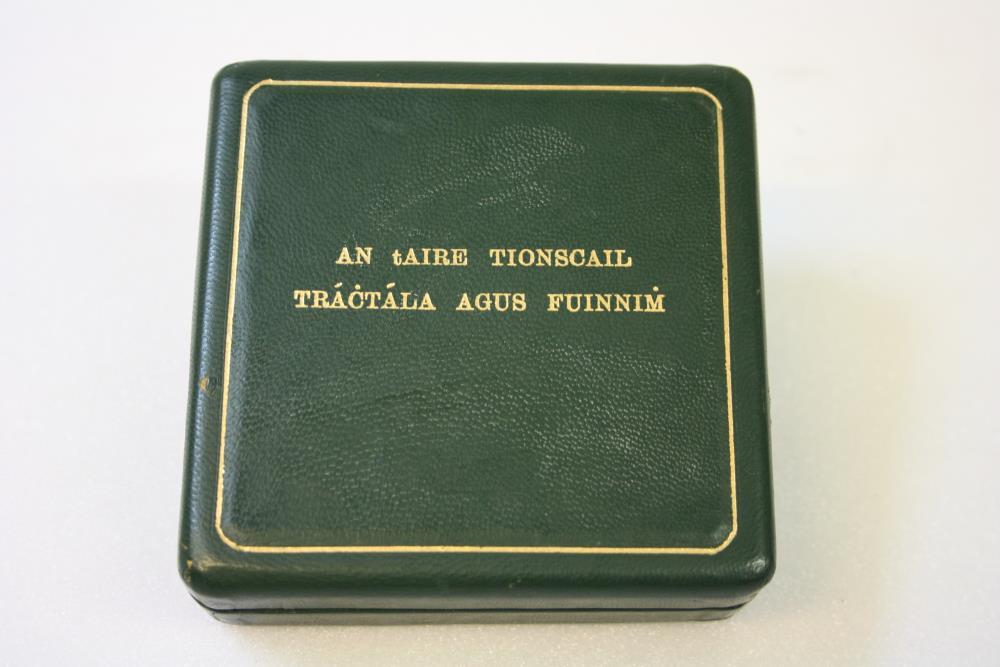 AN tAIRE TIONSCAIL
TRÁĊTÁLA AGUS FUINNIṀ